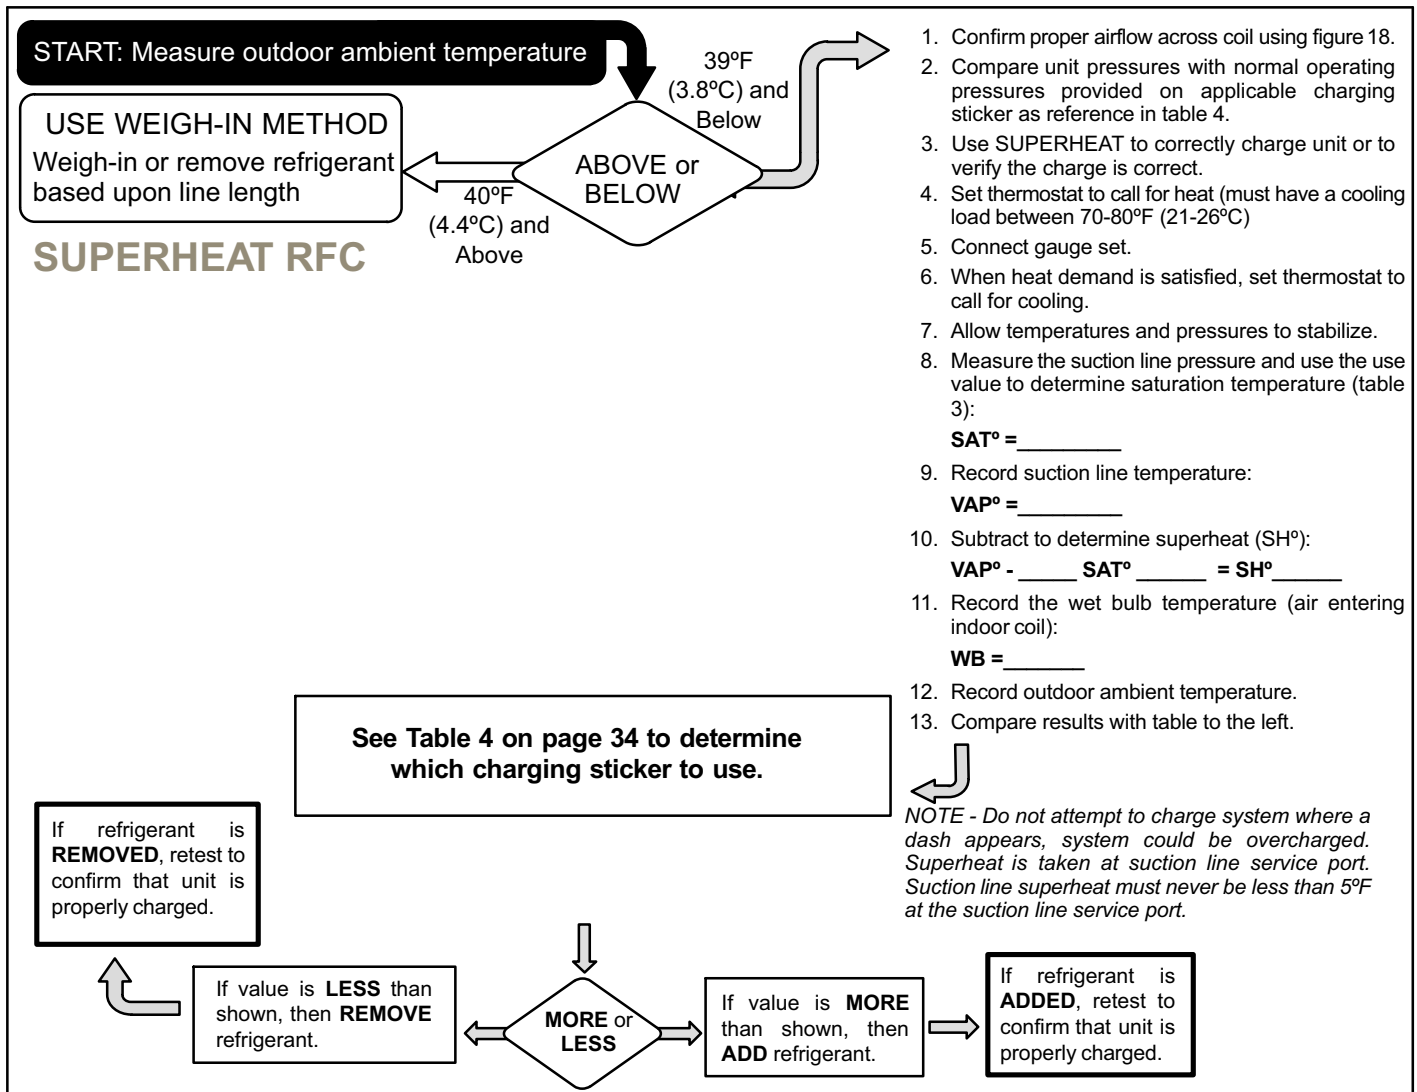 START: Measure outdoor ambient temperature
39ºF
(3.8ºC) and
Below
USE WEIGH-IN METHOD
Weigh-in or remove refrigerant
based upon line length
ABOVE or
BELOW
40ºF
(4.4ºC) and
Above
SUPERHEAT RFC
1. Confirm proper airflow across coil using figure 18.
2. Compare unit pressures with normal operating
pressures provided on applicable charging
sticker as reference in table 4.
3. Use SUPERHEAT to correctly charge unit or to
verify the charge is correct.
4. Set thermostat to call for heat (must have a cooling
load between 70-80ºF (21-26ºC)
5. Connect gauge set.
6. When heat demand is satisfied, set thermostat to
call for cooling.
7. Allow temperatures and pressures to stabilize.
8. Measure the suction line pressure and use the use
value to determine saturation temperature (table
3):
SATº =_________
9. Record suction line temperature:
VAPº =_________
10. Subtract to determine superheat (SHº):
VAPº - _____ SATº ______ = SHº______
11. Record the wet bulb temperature (air entering
indoor coil):
WB =_______
12. Record outdoor ambient temperature.
13. Compare results with table to the left.
See Table 4 on page 34 to determine
which charging sticker to use.
NOTE - Do not attempt to charge system where a
dash appears, system could be overcharged.
Superheat is taken at suction line service port.
Suction line superheat must never be less than 5ºF
at the suction line service port.
If refrigerant is
REMOVED, retest to
confirm that unit is
properly charged.
If value is LESS than
shown, then REMOVE
refrigerant.
MORE or
LESS
If value is MORE
than shown, then
ADD refrigerant.
If refrigerant is
ADDED, retest to
confirm that unit is
properly charged.